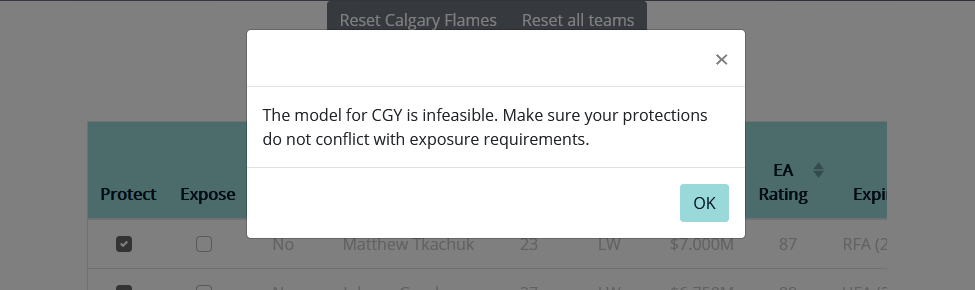 Reset Calgary Flames Reset all teams
×
The model for CGY is infeasible. Make sure your protections
do not conflict with exposure requirements.
OK
Protect Expose EA Rating
No Matthew Tkachuk 23 LW $7.000M 87 RFA (2